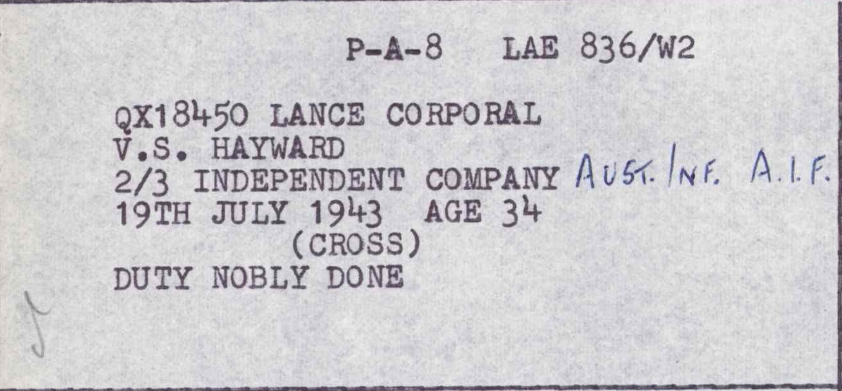 P-A-8 LAE 836/W2
QX18450 LANCE CORPORAL
V.S. HAYWARD
2/3 INDEPENDENT COMPANY AUST. INF. A.I.F.
19TH JULY 1943 AGE 34
(CROSS)
DUTY NOBLY DONE